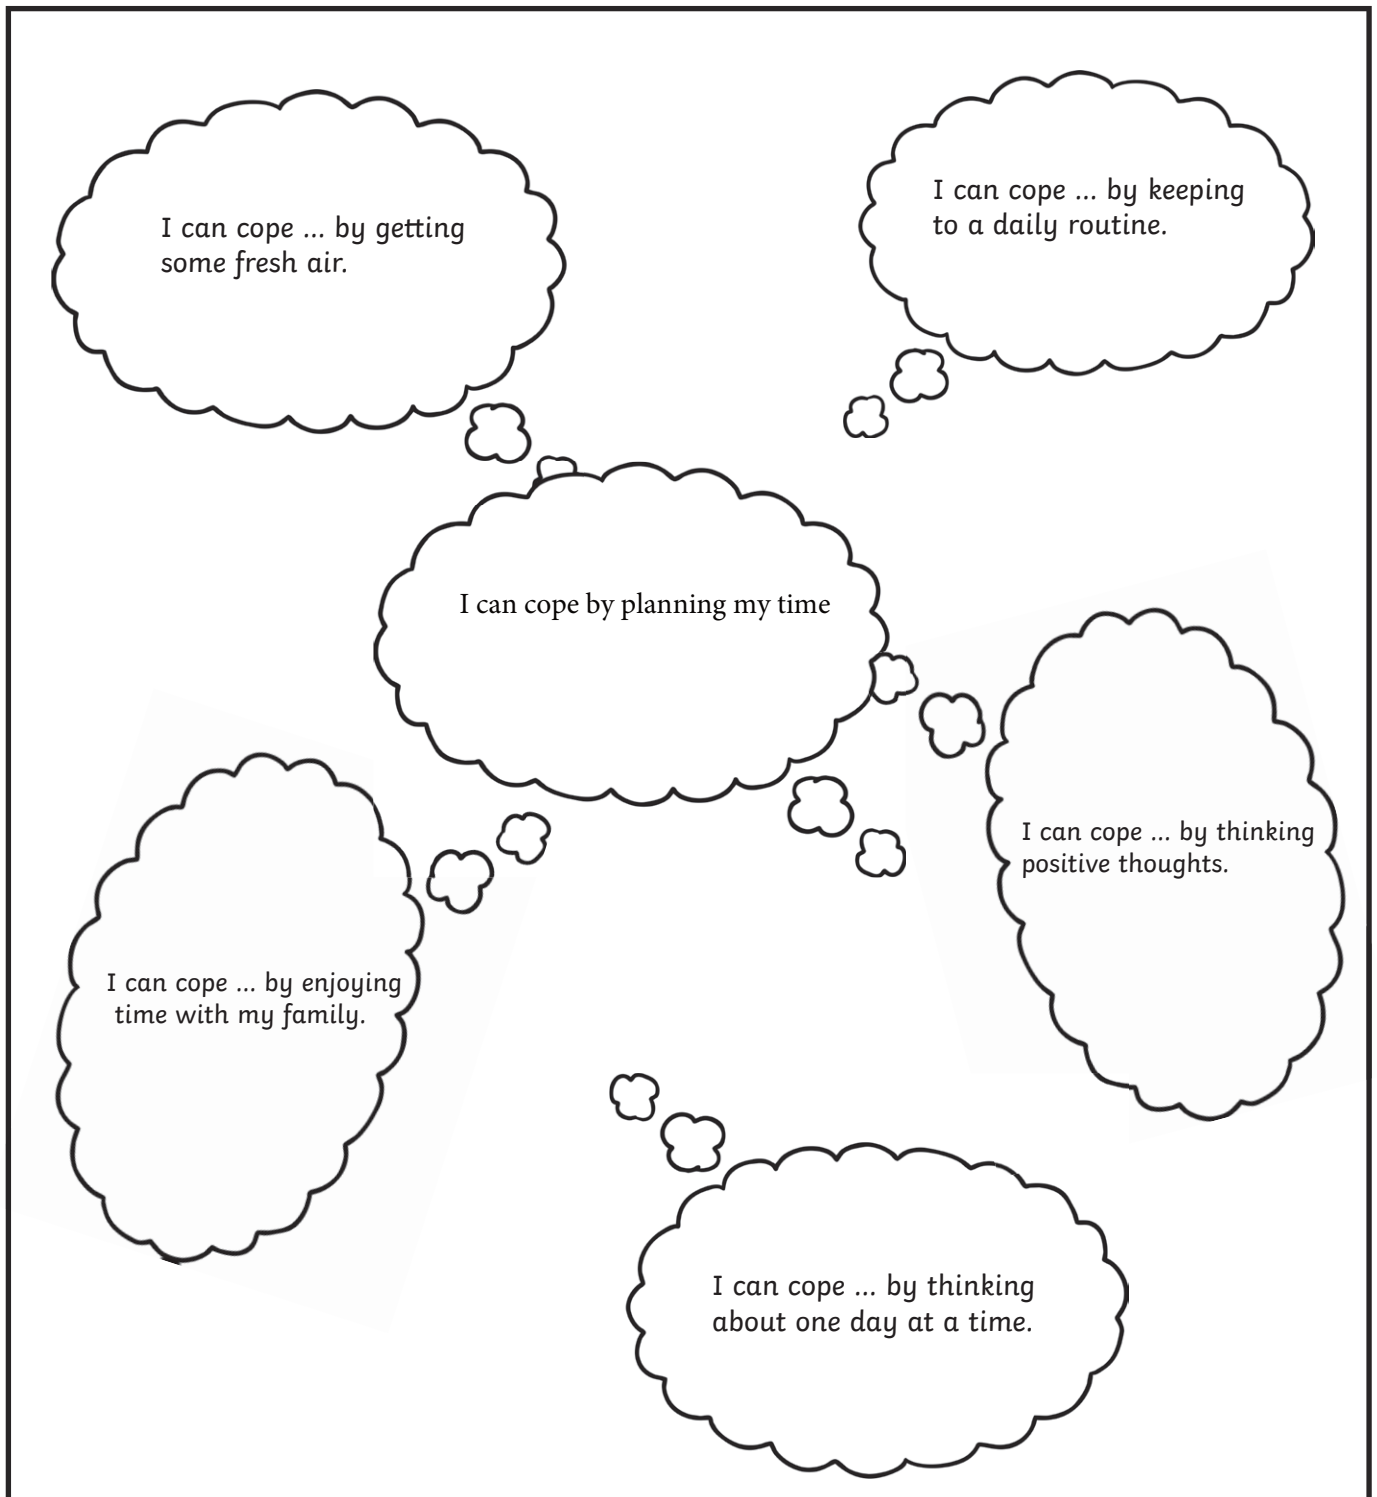 I can cope ... by getting
some fresh air.
I can cope ... by keeping
to a daily routine.
I can cope by planning my time
I can cope ... by thinking
positive thoughts.
I can cope ... by enjoying
time with my family.
I can cope ... by thinking
about one day at a time.